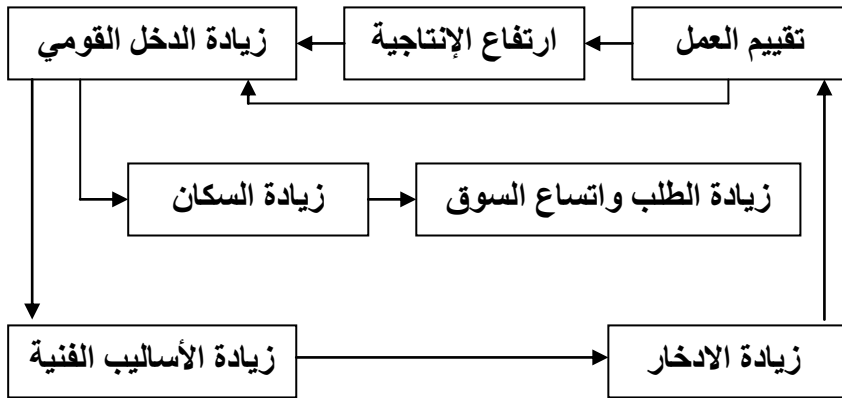 تقييم العمل
ارتفاع الإنتاجية
زيادة الدخل القومي
زيادة السكان
زيادة الطلب واتساع السوق
زيادة الأساليب الفنية
زيادة الادخار